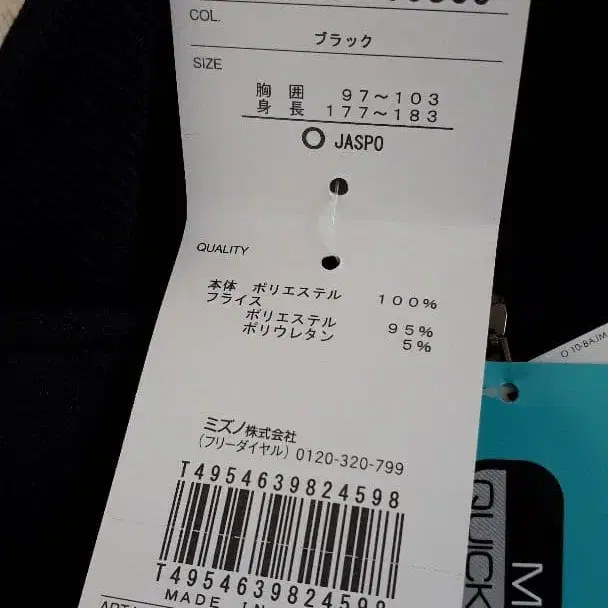 COL.
ブラック
SIZE
胸 囲 97～103
身 長 177～183
○ JASPO
QUALITY
本体 ポリエステル 100%
フライス
ポリエステル 95%
ポリウレタン 5%
ミズノ株式会社
(フリーダイヤル) 0120-320-799
T4954639824598
T4954639824598
MADE IN
QUICK
M